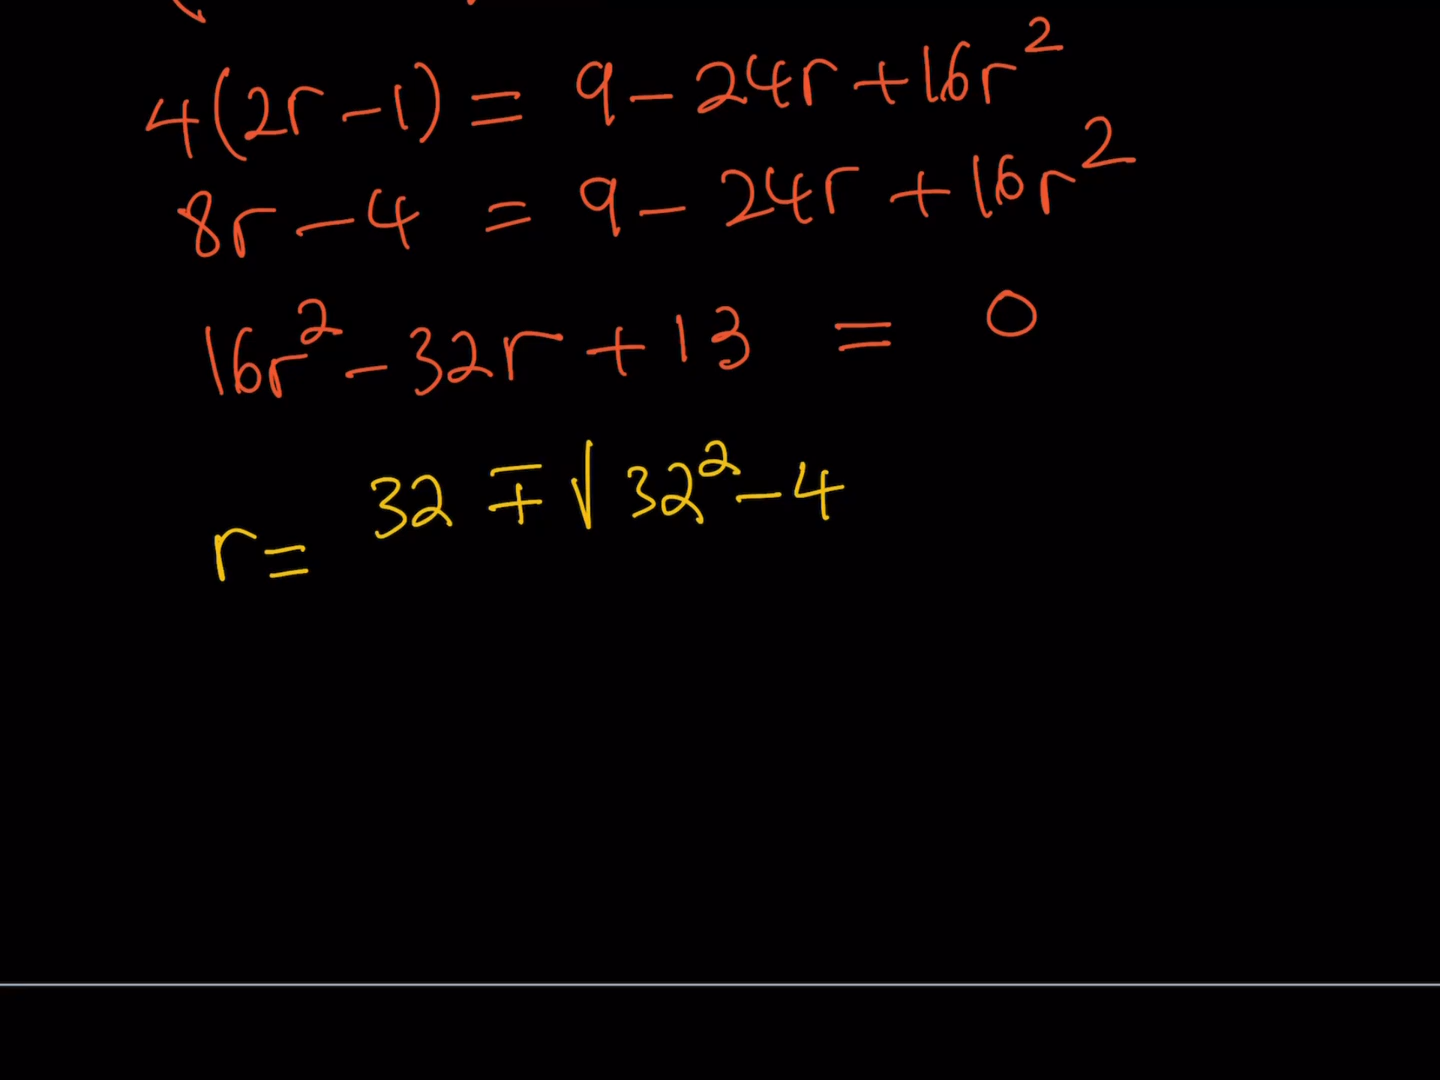 4(2r-1) = 9-24r+16r²
8r-4 = 9-24r+16r²
16r²-32r+13 = 0
r= 32 ∓ √32²-4